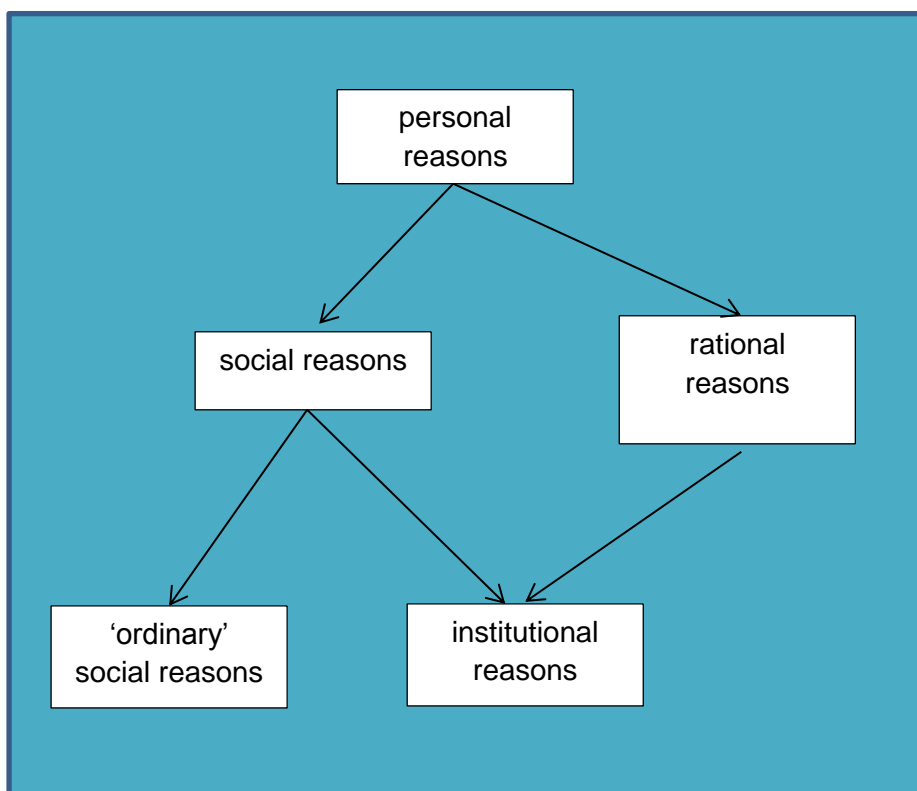 personal
reasons
social reasons
rational
reasons
‘ordinary’
social reasons
institutional
reasons